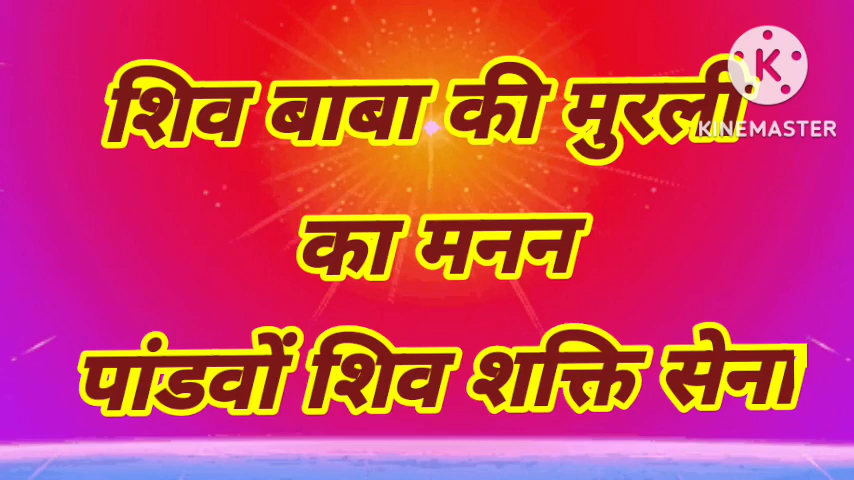 शिव बाबा की मुरली
K
KINEMASTER
का मनन
पांडवों शिव शक्ति सेना